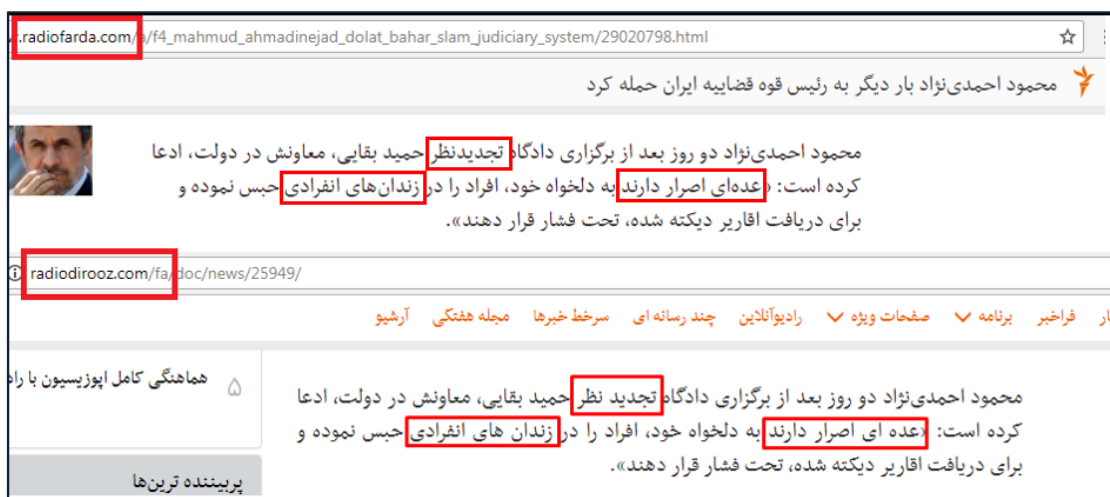 .radiofarda.com/a/f4_mahmud_ahmadinejad_dolat_bahar_slam_judiciary_system/29020798.html
محمود احمدی‌نژاد بار دیگر به رئیس قوه قضاییه ایران حمله کرد
محمود احمدی‌نژاد دو روز بعد از برگزاری دادگاه تجدیدنظر حمید بقایی، معاونش در دولت، ادعا
کرده است: «عده‌ای اصرار دارند به دلخواه خود، افراد را در زندان‌های انفرادی حبس نموده و
برای دریافت اقاریر دیکته شده، تحت فشار قرار دهند».
radiodirooz.com/fa/doc/news/25949/
فراخبر برنامه صفحات ویژه رادیوآنلاین چند رسانه ای سرخط خبرها مجله هفتگی آرشیو
۵ هماهنگی کامل اپوزیسیون با
محمود احمدی‌نژاد دو روز بعد از برگزاری دادگاه تجدید نظر حمید بقایی، معاونش در دولت، ادعا
کرده است: «عده ای اصرار دارند به دلخواه خود، افراد را در زندان های انفرادی حبس نموده و
برای دریافت اقاریر دیکته شده، تحت فشار قرار دهند».
پربیننده ترین‌ها